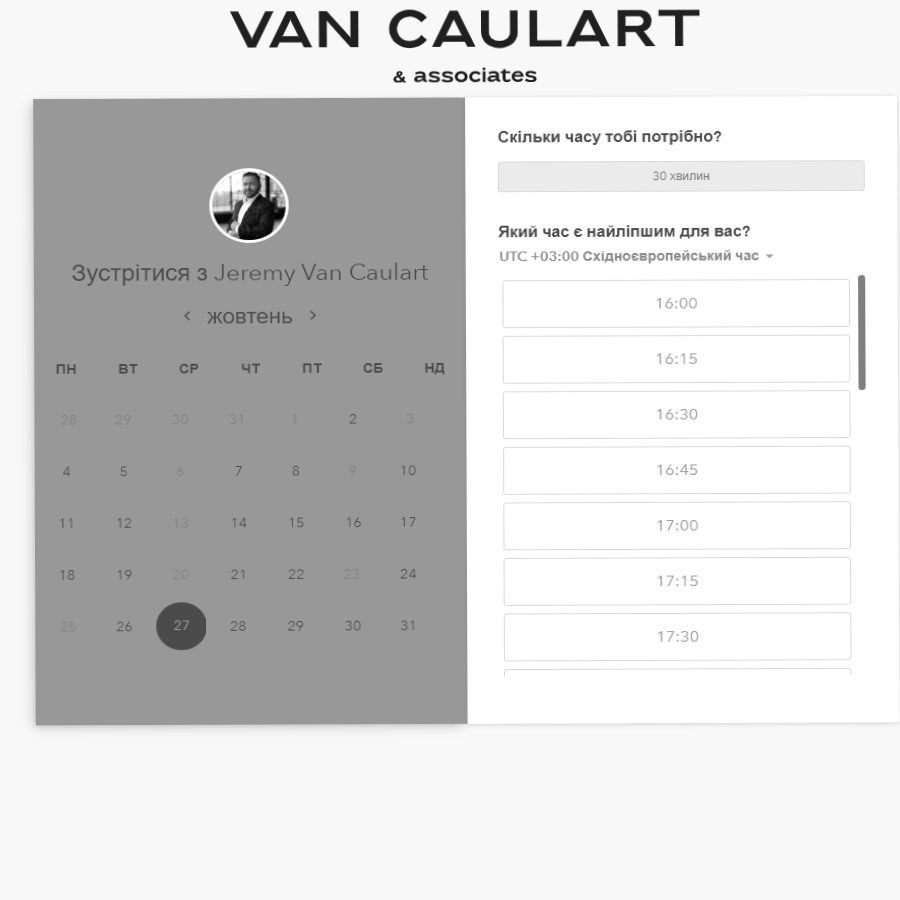 VAN CAULART
& associates
Зустрітися з Jeremy Van Caulart
‹ жовтень ›
ПН ВТ СР ЧТ ПТ СБ НД
28 29 30 31 1 2 3
4 5 6 7 8 9 10
11 12 13 14 15 16 17
18 19 20 21 22 23 24
25 26 27 28 29 30 31
Скільки часу тобі потрібно?
30 хвилин
Який час є найліпшим для вас?
UTC +03:00 Східноєвропейський час
16:00
16:15
16:30
16:45
17:00
17:15
17:30